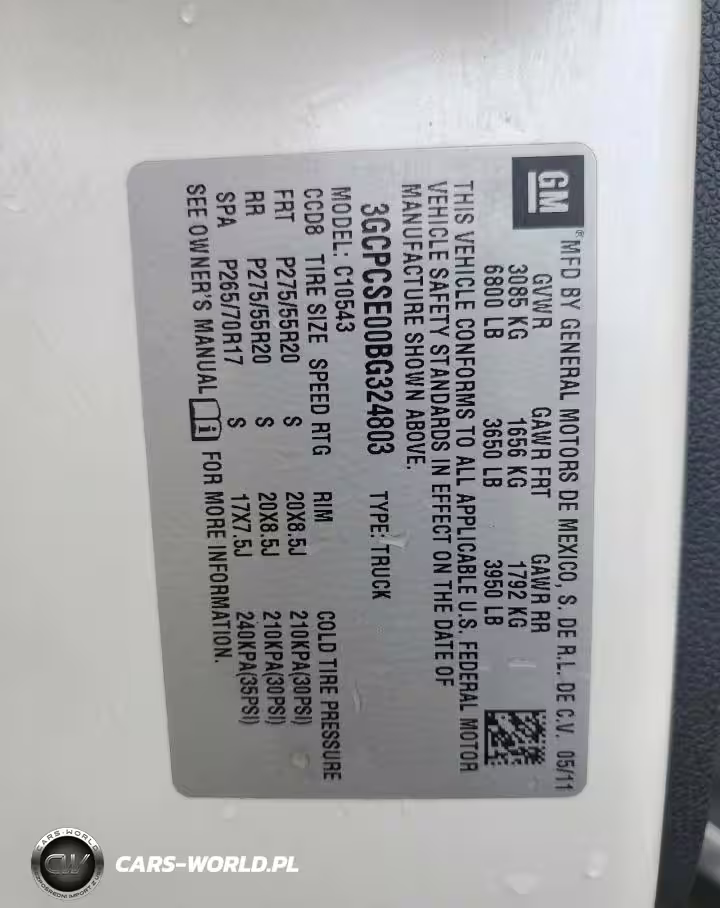 GM
® MFD BY GENERAL MOTORS DE MEXICO, S. DE R.L. DE C.V. 05/11
GVWR GAWR FRT GAWR RR
3085 KG 1656 KG 1792 KG
6800 LB 3650 LB 3950 LB
THIS VEHICLE CONFORMS TO ALL APPLICABLE U.S. FEDERAL MOTOR
VEHICLE SAFETY STANDARDS IN EFFECT ON THE DATE OF
MANUFACTURE SHOWN ABOVE.
3GCPCSE00BG324803 TYPE: TRUCK
MODEL: C10543
CCD8 TIRE SIZE SPEED RTG RIM COLD TIRE PRESSURE
FRT P275/55R20 S 20X8.5J 210KPA(30PSI)
RR P275/55R20 S 20X8.5J 210KPA(30PSI)
SPA P265/70R17 S 17X7.5J 240KPA(35PSI)
SEE OWNER'S MANUAL FOR MORE INFORMATION.
CARS-WORLD
CW
CARS-WORLD.PL